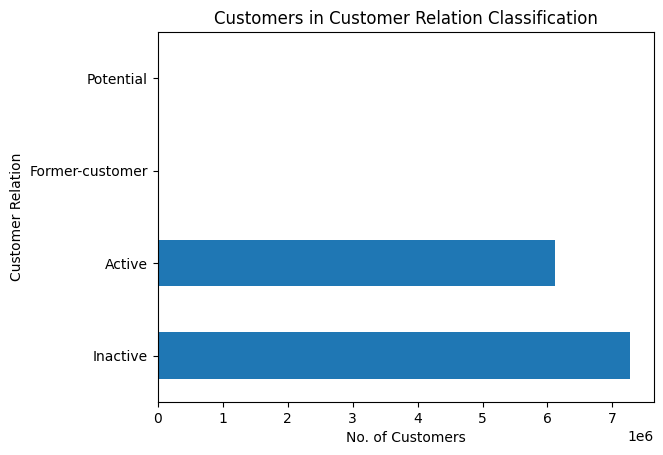 Customers in Customer Relation Classification
Customer Relation
Potential
Former-customer
Active
Inactive
0 1 2 3 4 5 6 7
1e6
No. of Customers